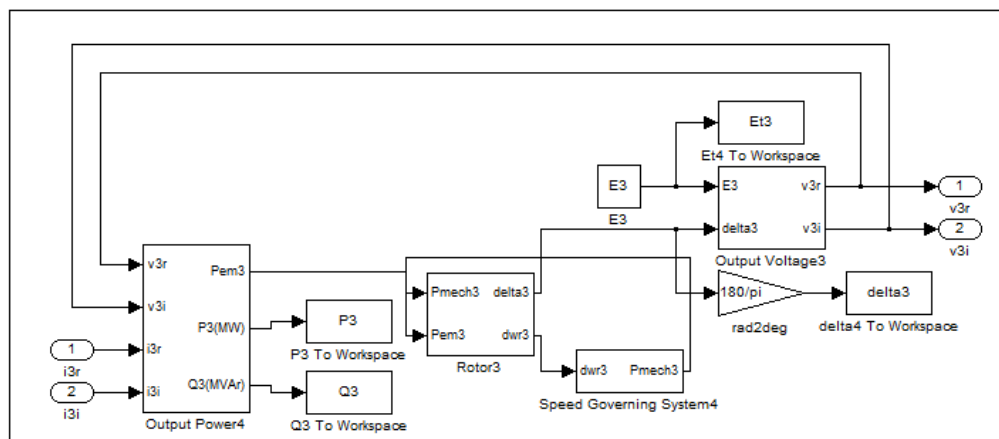 Et3
Et4 To Workspace
E3
E3
E3
v3r
delta3
v3i
Output Voltage3
1
v3r
2
v3i
v3r
Pem3
v3i
P3(MW)
i3r
Q3(MVAr)
i3i
Output Power4
1
i3r
2
i3i
P3
P3 To Workspace
Q3
Q3 To Workspace
Pmech3
delta3
Pem3
dwr3
Rotor3
dwr3
Pmech3
Speed Governing System4
180/pi
rad2deg
delta3
delta4 To Workspace